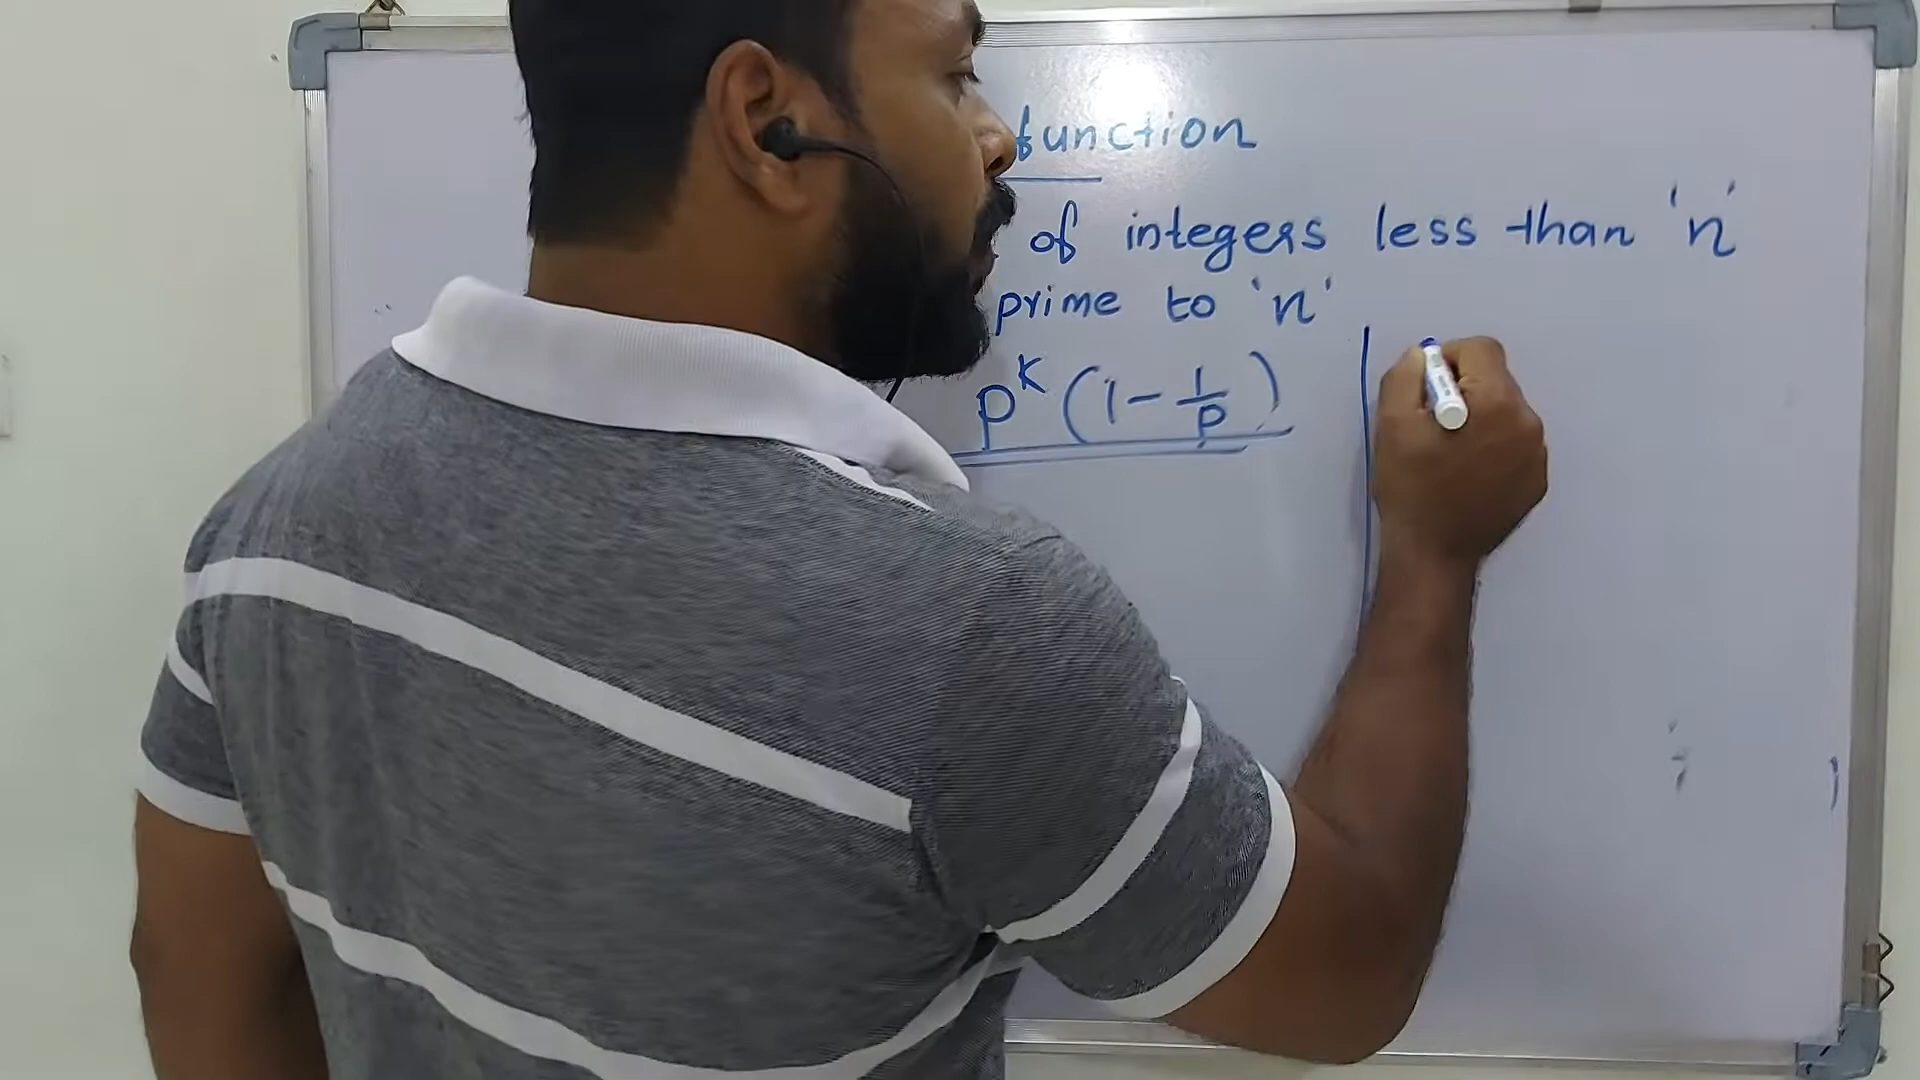 function
of integers less than 'n'
prime to 'n'
p^k (1 - 1/p)